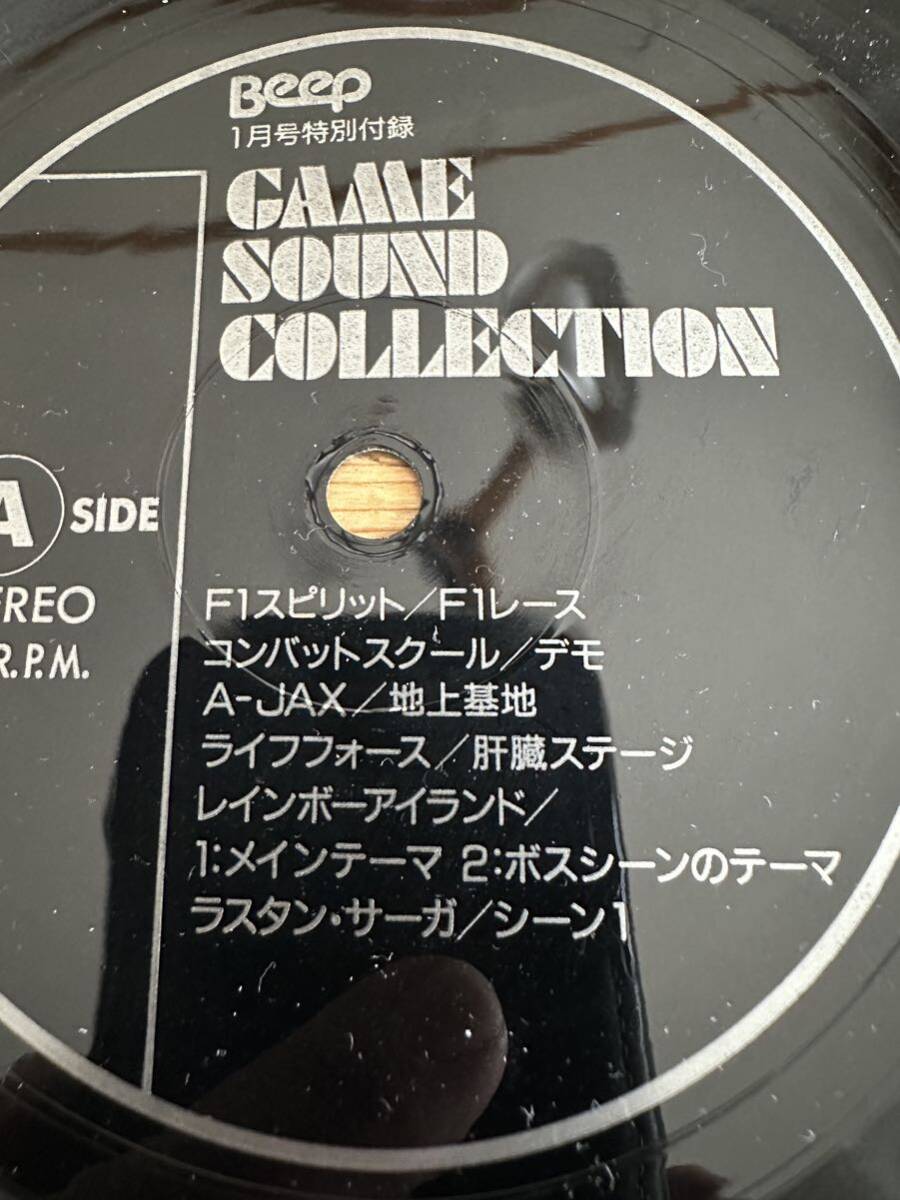 Beep
1月号特別付録
GAME
SOUND
COLLECTION
A SIDE
R.P.M.
F1スピリット/F1レース
コンバットスクール/デモ
A-JAX/地上基地
ライフフォース/肝臓ステージ
レインボーアイランド/
1:メインテーマ 2:ボスシーンのテーマ
ラスタン・サーガ/シーン1